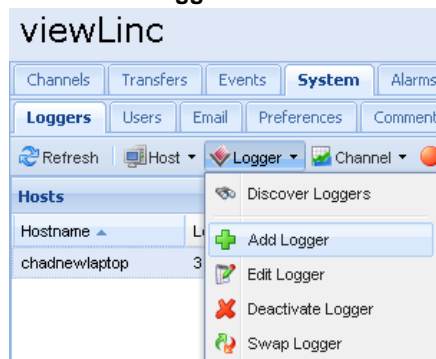 viewLinc
Channels Transfers Events System Alarms
Loggers Users Email Preferences Comment
Refresh Host Logger Channel
Hosts
Discover Loggers
Hostname
Add Logger
chadnewlaptop 3
Edit Logger
Deactivate Logger
Swap Logger